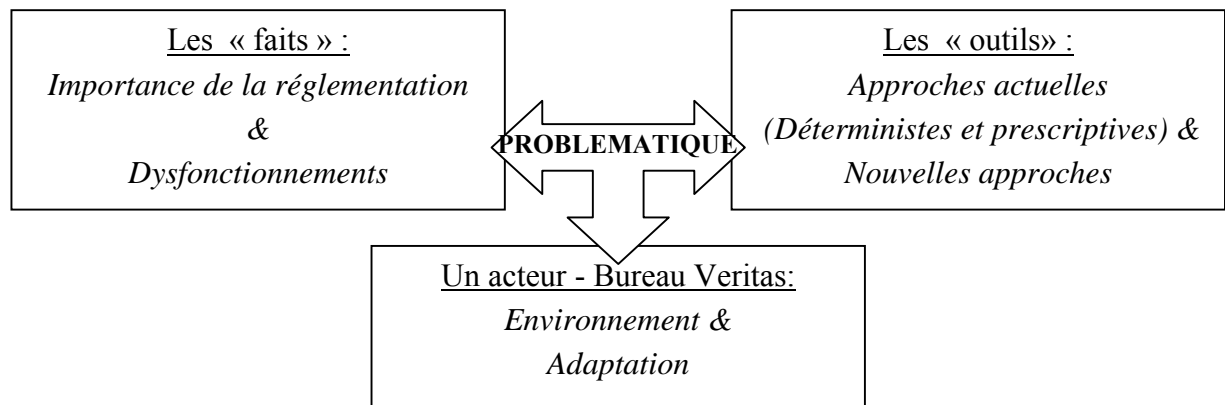 Les « faits » :
Importance de la réglementation
&
Dysfonctionnements
PROBLEMATIQUE
Les « outils» :
Approches actuelles
(Déterministes et prescriptives) &
Nouvelles approches
Un acteur - Bureau Veritas:
Environnement &
Adaptation